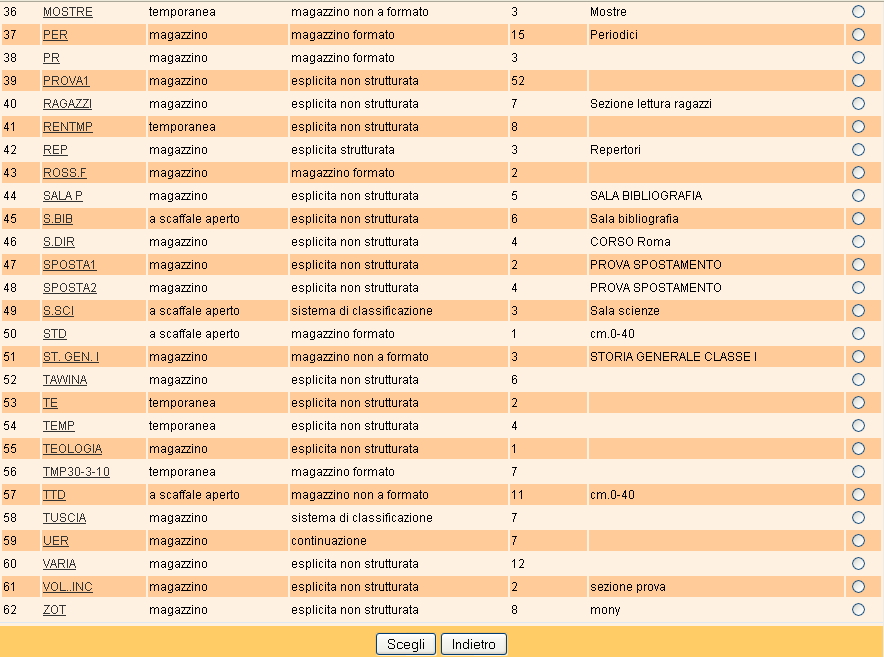 36 MOSTRE temporanea magazzino non a formato 3 Mostre
37 PER magazzino magazzino formato 15 Periodici
38 PR magazzino magazzino formato 3
39 PROVA1 magazzino esplicita non strutturata 52
40 RAGAZZI magazzino esplicita non strutturata 7 Sezione lettura ragazzi
41 RENTMP temporanea esplicita non strutturata 8
42 REP magazzino esplicita strutturata 3 Repertori
43 ROSS.F magazzino magazzino formato 2
44 SALA P magazzino esplicita non strutturata 5 SALA BIBLIOGRAFIA
45 S.BIB a scaffale aperto esplicita non strutturata 6 Sala bibliografia
46 S.DIR magazzino esplicita non strutturata 4 CORSO Roma
47 SPOSTA1 magazzino esplicita non strutturata 2 PROVA SPOSTAMENTO
48 SPOSTA2 magazzino esplicita non strutturata 4 PROVA SPOSTAMENTO
49 S.SCI a scaffale aperto sistema di classificazione 3 Sala scienze
50 STD a scaffale aperto magazzino formato 1 cm.0-40
51 ST. GEN. I magazzino magazzino non a formato 3 STORIA GENERALE CLASSE I
52 TAWINA magazzino esplicita non strutturata 6
53 TE temporanea esplicita non strutturata 2
54 TEMP temporanea esplicita non strutturata 4
55 TEOLOGIA magazzino esplicita non strutturata 1
56 TMP30-3-10 temporanea magazzino formato 7
57 TTD a scaffale aperto magazzino non a formato 11 cm.0-40
58 TUSCIA magazzino sistema di classificazione 7
59 UER magazzino continuazione 7
60 VARIA magazzino esplicita non strutturata 12
61 VOL..INC magazzino esplicita non strutturata 2 sezione prova
62 ZOT magazzino esplicita non strutturata 8 mony
Scegli Indietro